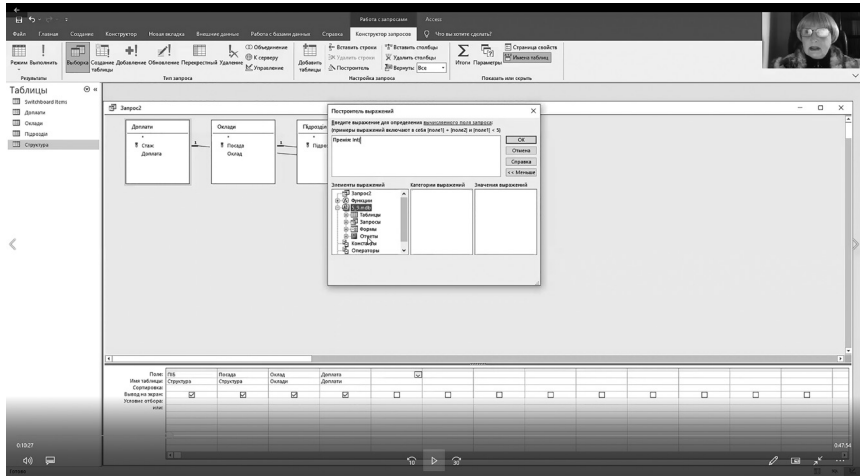 Работа с запросами Access
Файл Главная Создание Конструктор Новая вкладка Внешние данные Работа с базами данных Справка Конструктор запросов Что вы хотите сделать?
Режим Выполнить Выборка Создание таблицы Добавление Обновление Перекрестный Удаление
Объединение
К серверу
Управление
Добавить таблицы
Вставить строки
Удалить строки
Построитель
Вставить столбцы
Удалить столбцы
Вернуть: Все
Итоги Параметры
Страница свойств
Имена таблиц
Результаты Тип запроса Настройка запроса Показать или скрыть
Таблицы
Switchboard Items
Доплати
Оклади
Підрозділ
Структура
Запрос2
Доплати
*
Стаж
Доплата
Оклади
*
Посада
Оклад
Построитель выражений
Введите выражение для определения вычисляемого поля запроса:
(примеры выражений включают в себя [поле1] + [поле2] и [поле1] < 5)
Премія: Int(
ОК
Отмена
Справка
<< Меньше
Элементы выражений Категории выражений Значения выражений
Запрос2
Функции
Таблицы
Запросы
Формы
Отчеты
Константы
Операторы
Поле: ПІБ Посада Оклад Доплата
Имя таблицы: Структура Структура Оклади Доплати
Сортировка:
Вывод на экран:
Условие отбора:
или:
0:10:27
0:47:54
10
30
Готово